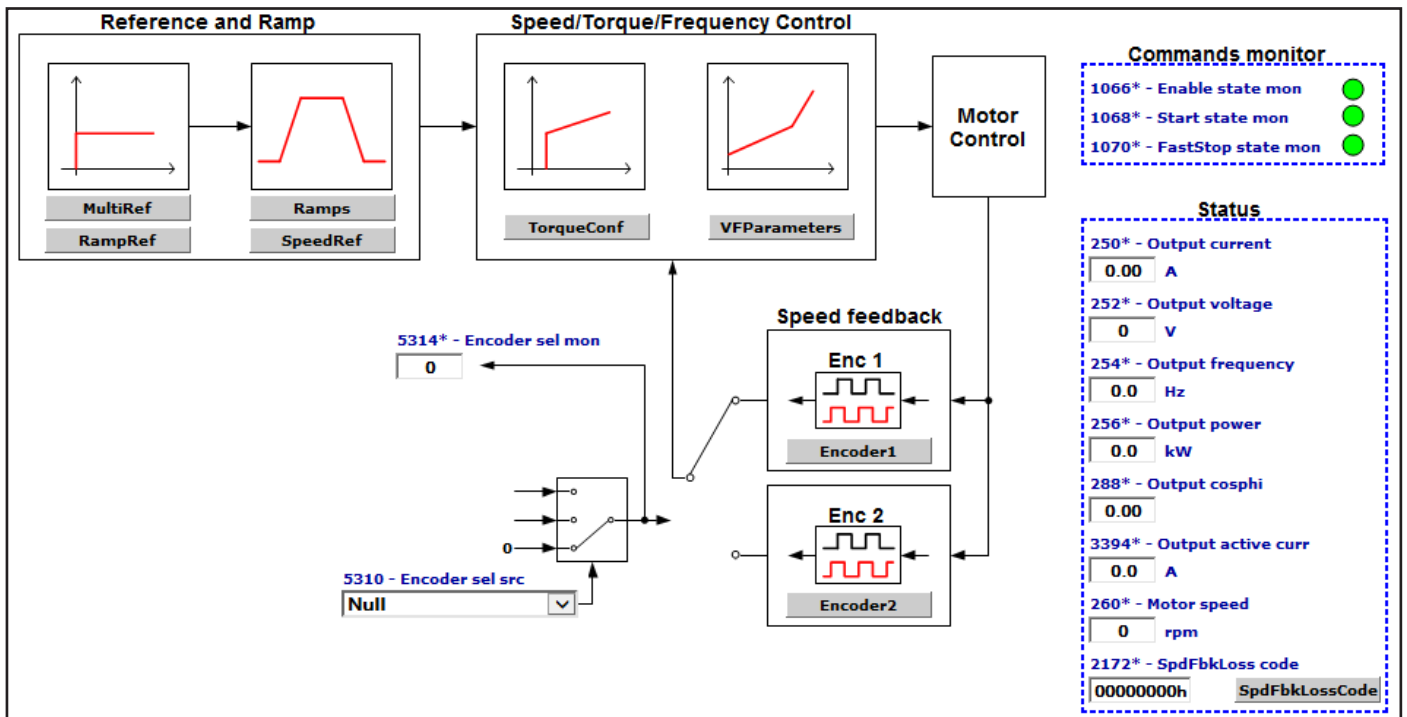 Reference and Ramp
MultiRef
Ramps
RampRef
SpeedRef
Speed/Torque/Frequency Control
TorqueConf
VFParameters
Motor
Control
Commands monitor
1066* - Enable state mon
1068* - Start state mon
1070* - FastStop state mon
5314* - Encoder sel mon
0
0
5310 - Encoder sel src
Null
Speed feedback
Enc 1
Encoder1
Enc 2
Encoder2
Status
250* - Output current
0.00 A
252* - Output voltage
0 V
254* - Output frequency
0.0 Hz
256* - Output power
0.0 kW
288* - Output cosphi
0.00
3394* - Output active curr
0.0 A
260* - Motor speed
0 rpm
2172* - SpdFbkLoss code
00000000h SpdFbkLossCode